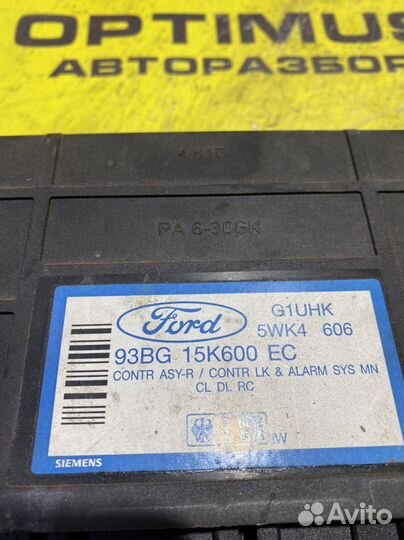 OPTIMUS
АВТОРАЗБОР
PA 6-30GK
Ford
G1UHK
5WK4 606
93BG 15K600 EC
CONTR ASY-R / CONTR LK & ALARM SYS MN
CL DL RC
IW
SIEMENS
Avito